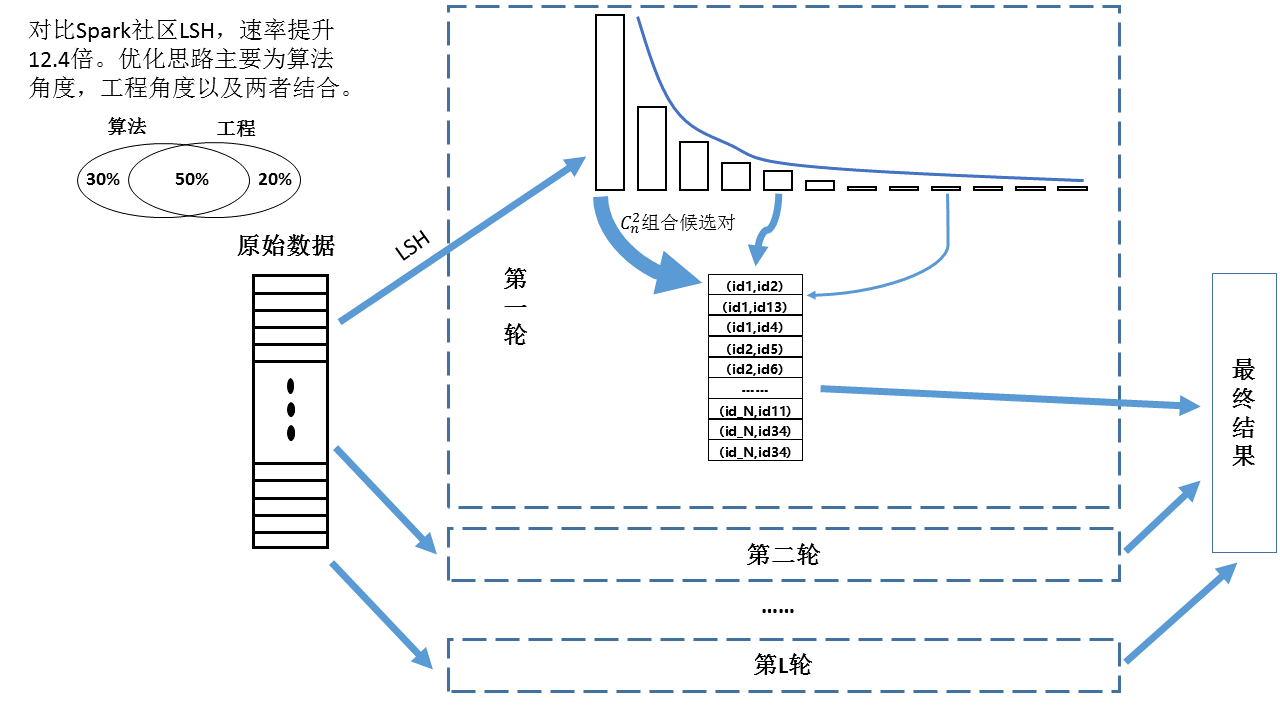 对比Spark社区LSH，速率提升
12.4倍。优化思路主要为算法
角度，工程角度以及两者结合。
算法
工程
30%
50%
20%
原始数据
LSH
C_n^2组合候选对
第一轮
（id1,id2)
（id1,id13)
（id1,id4)
（id2,id5)
（id2,id6)
……
（id_N,id11)
（id_N,id34)
（id_N,id34)
第二轮
……
第L轮
最终结果